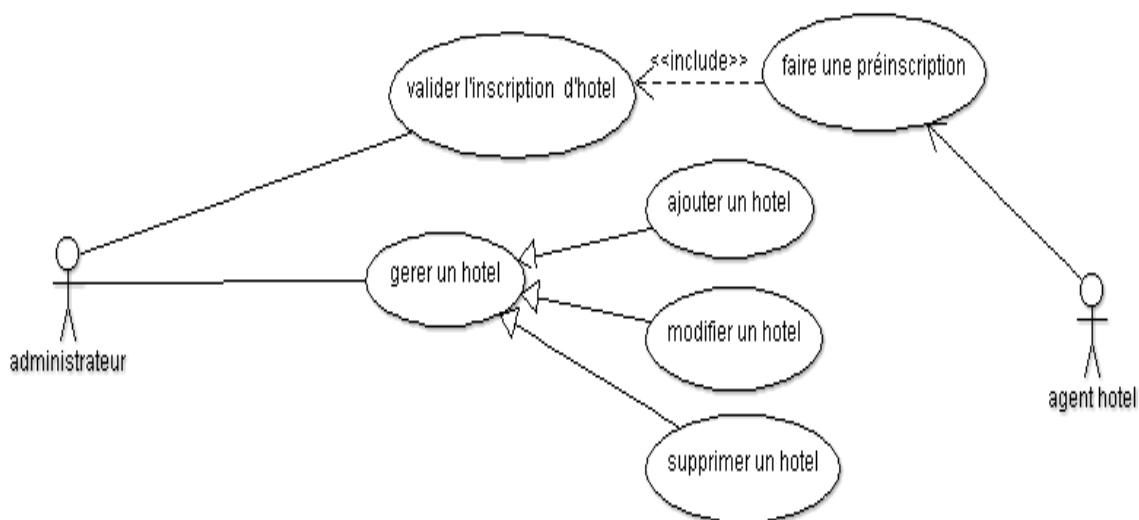 <<include>>
faire une préinscription
valider l'inscription d'hotel
ajouter un hotel
gerer un hotel
modifier un hotel
administrateur
agent hotel
supprimer un hotel